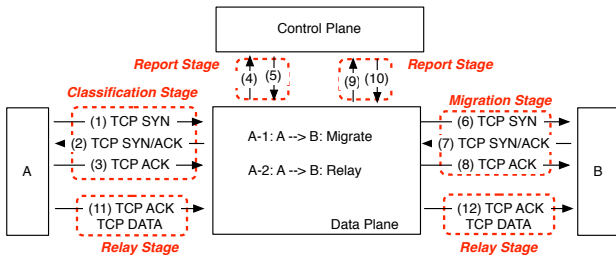 Control Plane
Report Stage
(4)
(5)
(9)
(10)
Report Stage
Classification Stage
Migration Stage
A
(1) TCP SYN
(2) TCP SYN/ACK
(3) TCP ACK
A-1: A --> B: Migrate
A-2: A --> B: Relay
Data Plane
(6) TCP SYN
(7) TCP SYN/ACK
(8) TCP ACK
B
(11) TCP ACK
TCP DATA
Relay Stage
(12) TCP ACK
TCP DATA
Relay Stage